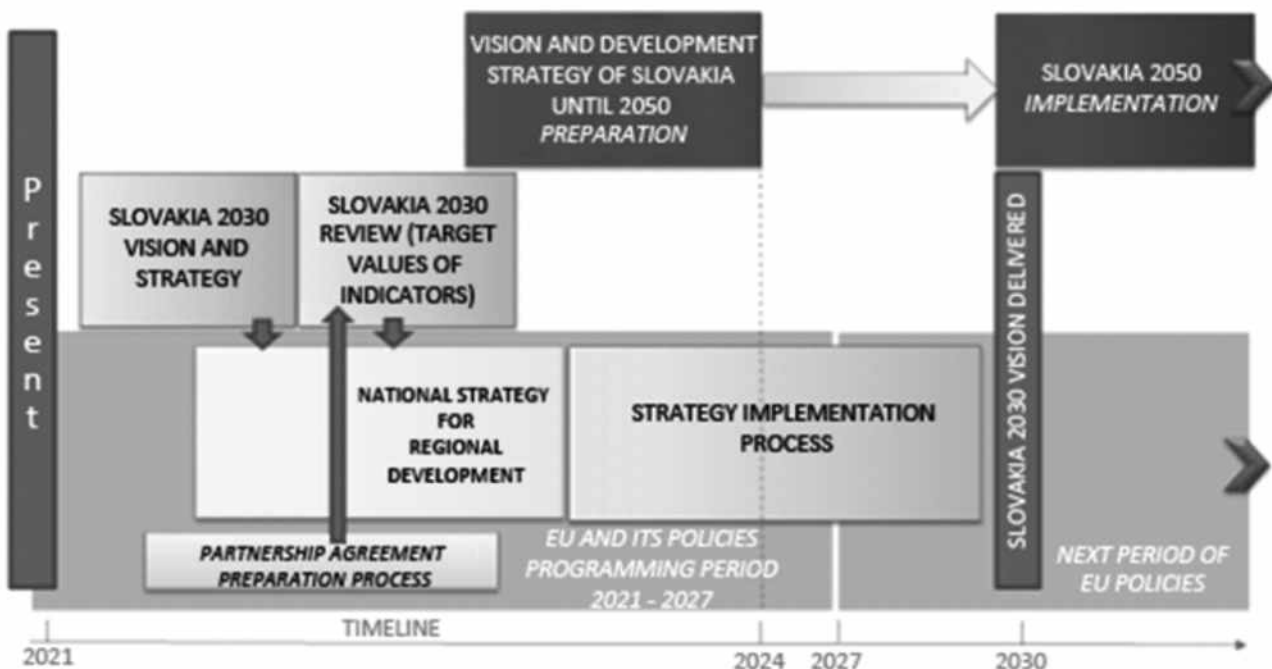 Present
VISION AND DEVELOPMENT
STRATEGY OF SLOVAKIA
UNTIL 2050
PREPARATION
SLOVAKIA 2050
IMPLEMENTATION
SLOVAKIA 2030
VISION AND
STRATEGY
SLOVAKIA 2030
REVIEW (TARGET
VALUES OF
INDICATORS)
NATIONAL STRATEGY
FOR
REGIONAL
DEVELOPMENT
STRATEGY IMPLEMENTATION
PROCESS
SLOVAKIA 2030 VISION DELIVERED
PARTNERSHIP AGREEMENT
PREPARATION PROCESS
EU AND ITS POLICIES
PROGRAMMING PERIOD
2021 - 2027
NEXT PERIOD OF
EU POLICIES
TIMELINE
2021
2024
2027
2030